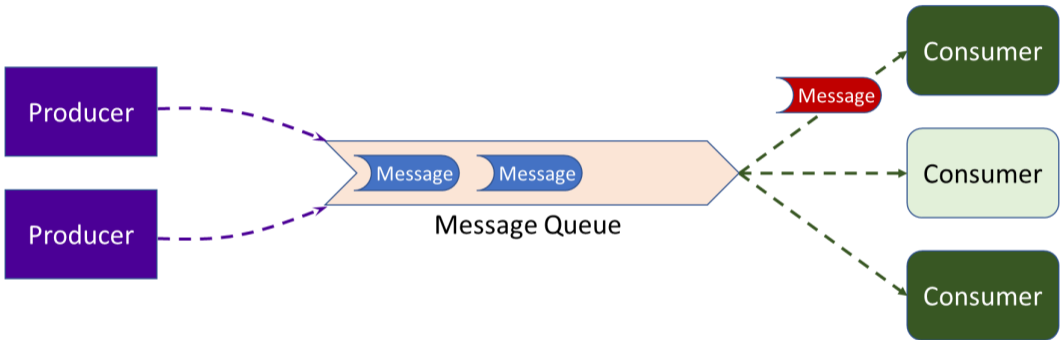 Producer
Producer
Message
Message
Message Queue
Message
Consumer
Consumer
Consumer